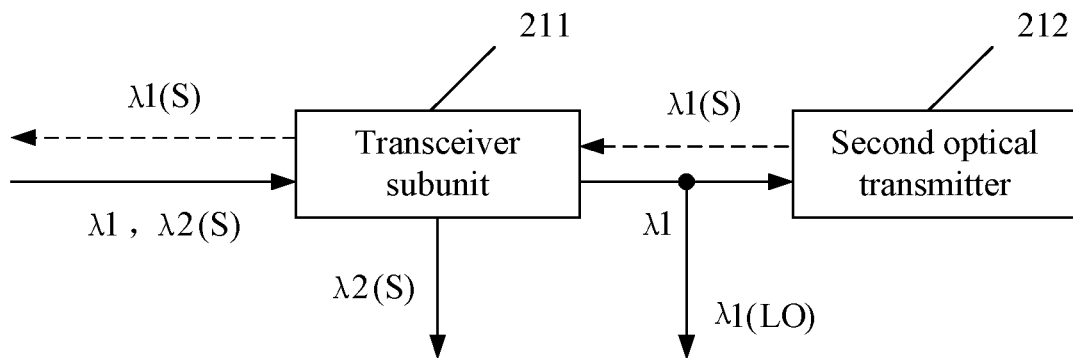 211
212
λ1(S)
λ1(S)
Transceiver
subunit
Second optical
transmitter
λ1 , λ2(S)
λ1
λ2(S)
λ1(LO)